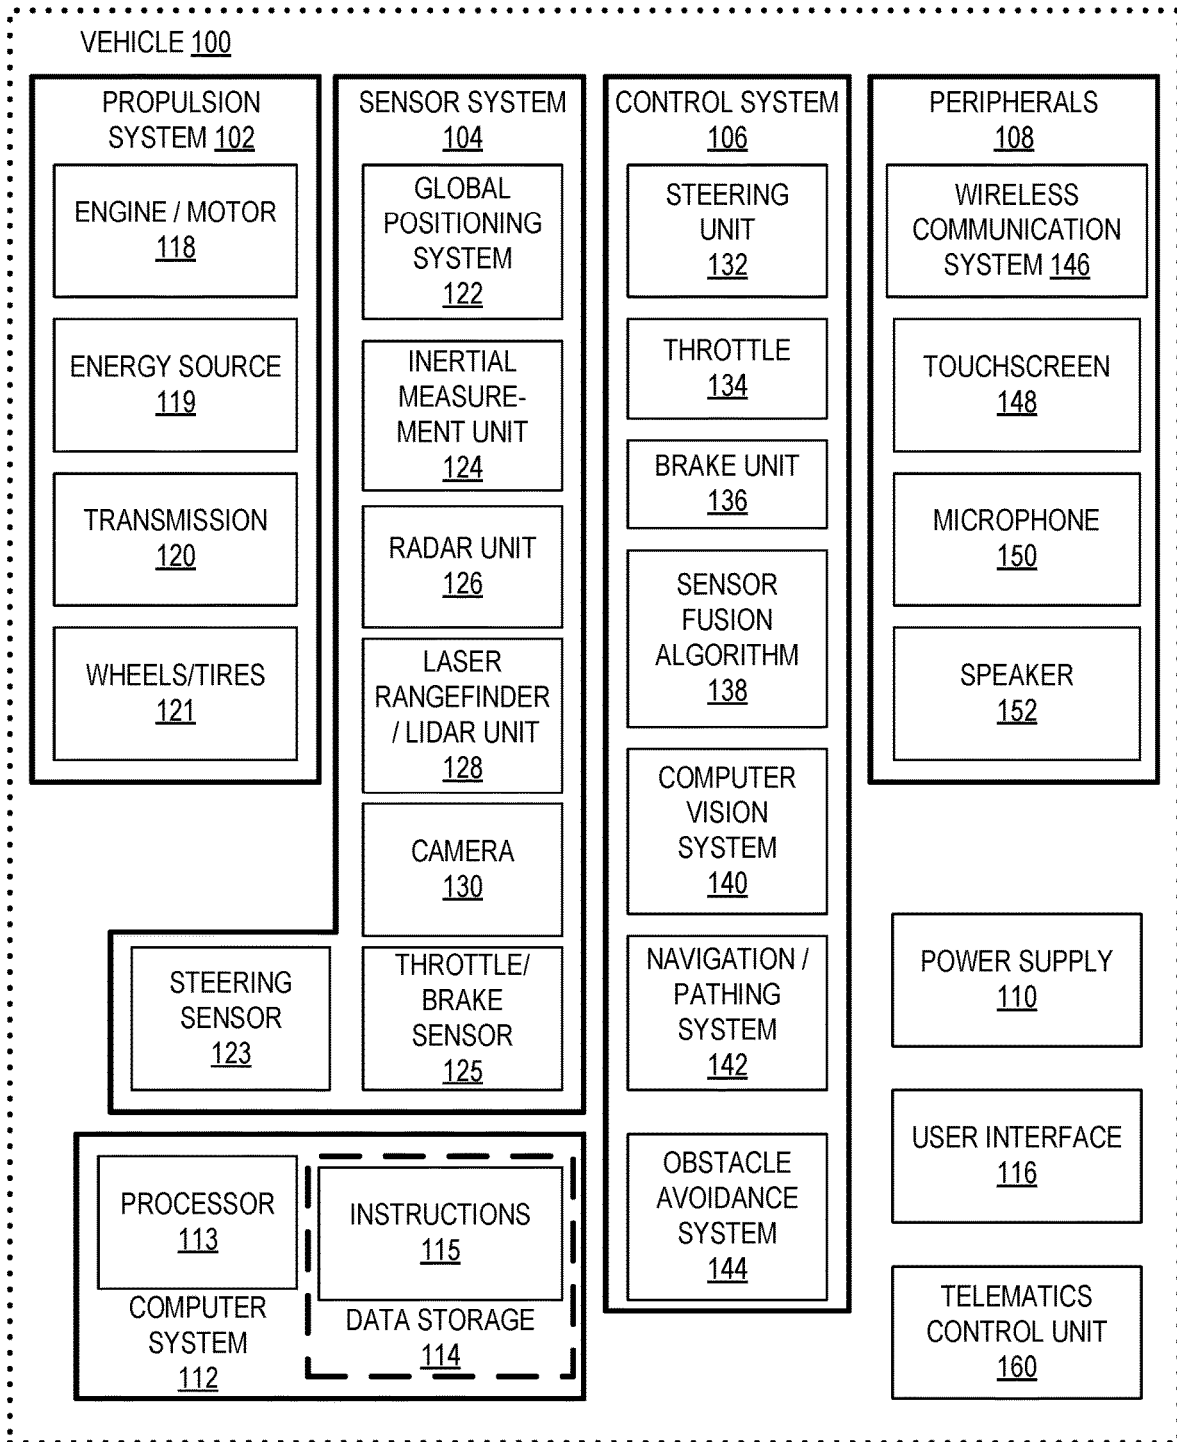 VEHICLE 100
PROPULSION
SYSTEM 102
ENGINE / MOTOR
118
ENERGY SOURCE
119
TRANSMISSION
120
WHEELS/TIRES
121
SENSOR SYSTEM
104
GLOBAL
POSITIONING
SYSTEM
122
INERTIAL
MEASURE-
MENT UNIT
124
RADAR UNIT
126
LASER
RANGEFINDER
/ LIDAR UNIT
128
CAMERA
130
STEERING
SENSOR
123
THROTTLE/
BRAKE
SENSOR
125
CONTROL SYSTEM
106
STEERING
UNIT
132
THROTTLE
134
BRAKE UNIT
136
SENSOR
FUSION
ALGORITHM
138
COMPUTER
VISION
SYSTEM
140
NAVIGATION /
PATHING
SYSTEM
142
OBSTACLE
AVOIDANCE
SYSTEM
144
PERIPHERALS
108
WIRELESS
COMMUNICATION
SYSTEM 146
TOUCHSCREEN
148
MICROPHONE
150
SPEAKER
152
POWER SUPPLY
110
USER INTERFACE
116
TELEMATICS
CONTROL UNIT
160
PROCESSOR
113
COMPUTER
SYSTEM
112
INSTRUCTIONS
115
DATA STORAGE
114